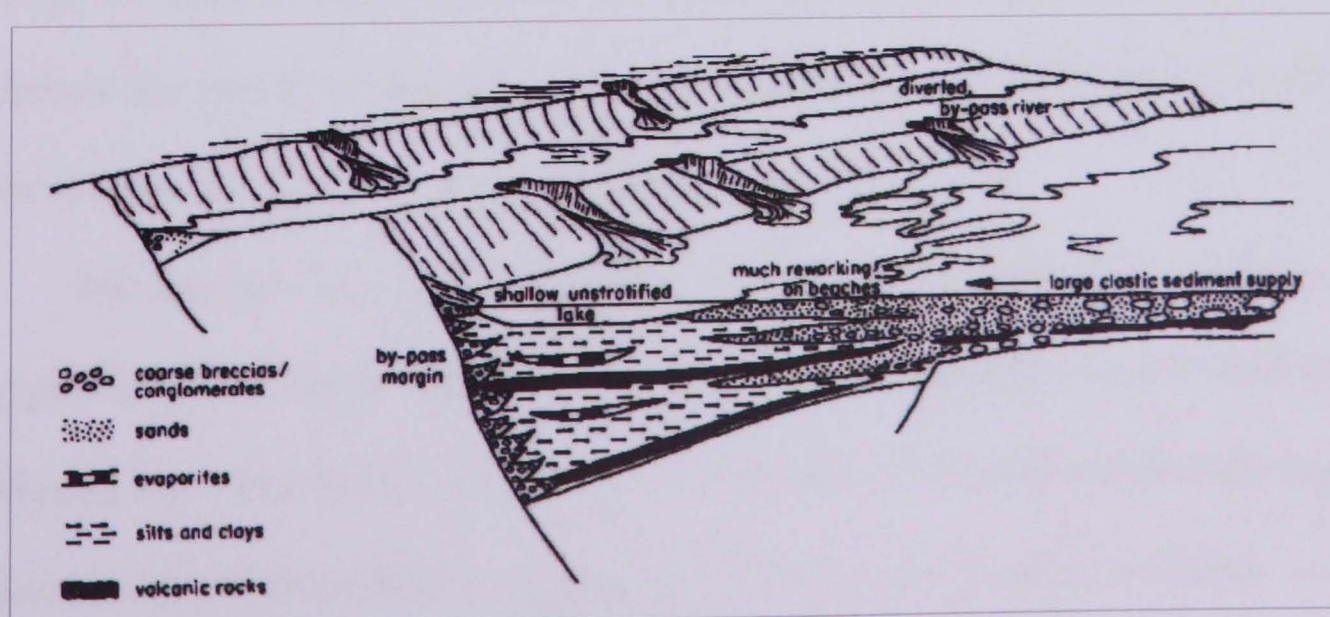 diverted,
by-pass river
much reworking
on beaches
large clastic sediment supply
shallow unstratified
lake
by-pass
margin
coarse breccias/
conglomerates
sands
evaporites
silts and clays
volcanic rocks